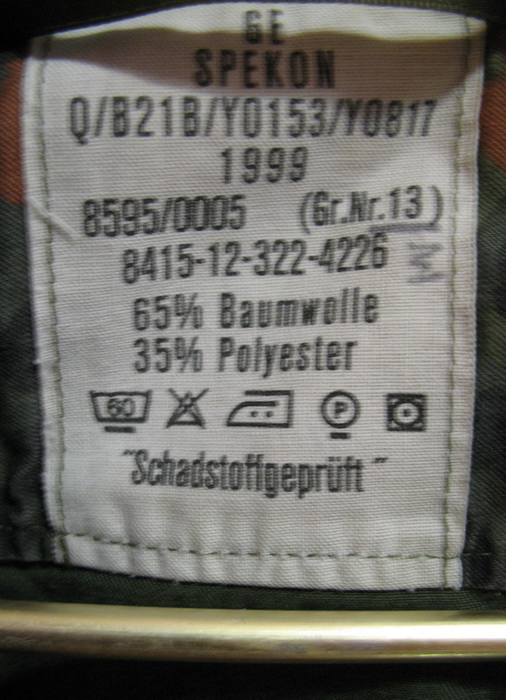 GE
SPEKON
Q/B21B/Y0153/Y0817
1999
8595/0005 (Gr.Nr.13)
8415-12-322-4226
65% Baumwolle
35% Polyester
60 P
"Schadstoffgeprüft"